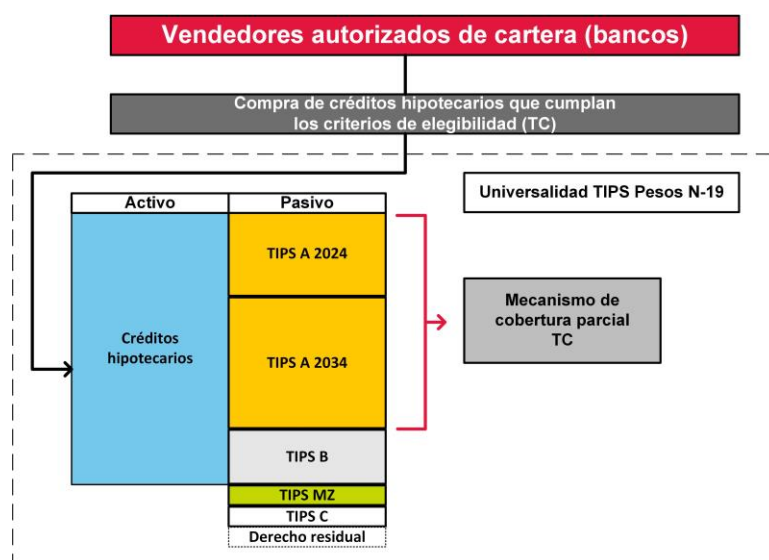 Vendedores autorizados de cartera (bancos)
Compra de créditos hipotecarios que cumplan
los criterios de elegibilidad (TC)
Universalidad TIPS Pesos N-19
Activo
Pasivo
TIPS A 2024
Créditos
hipotecarios
TIPS A 2034
Mecanismo de
cobertura parcial
TC
TIPS B
TIPS MZ
TIPS C
Derecho residual